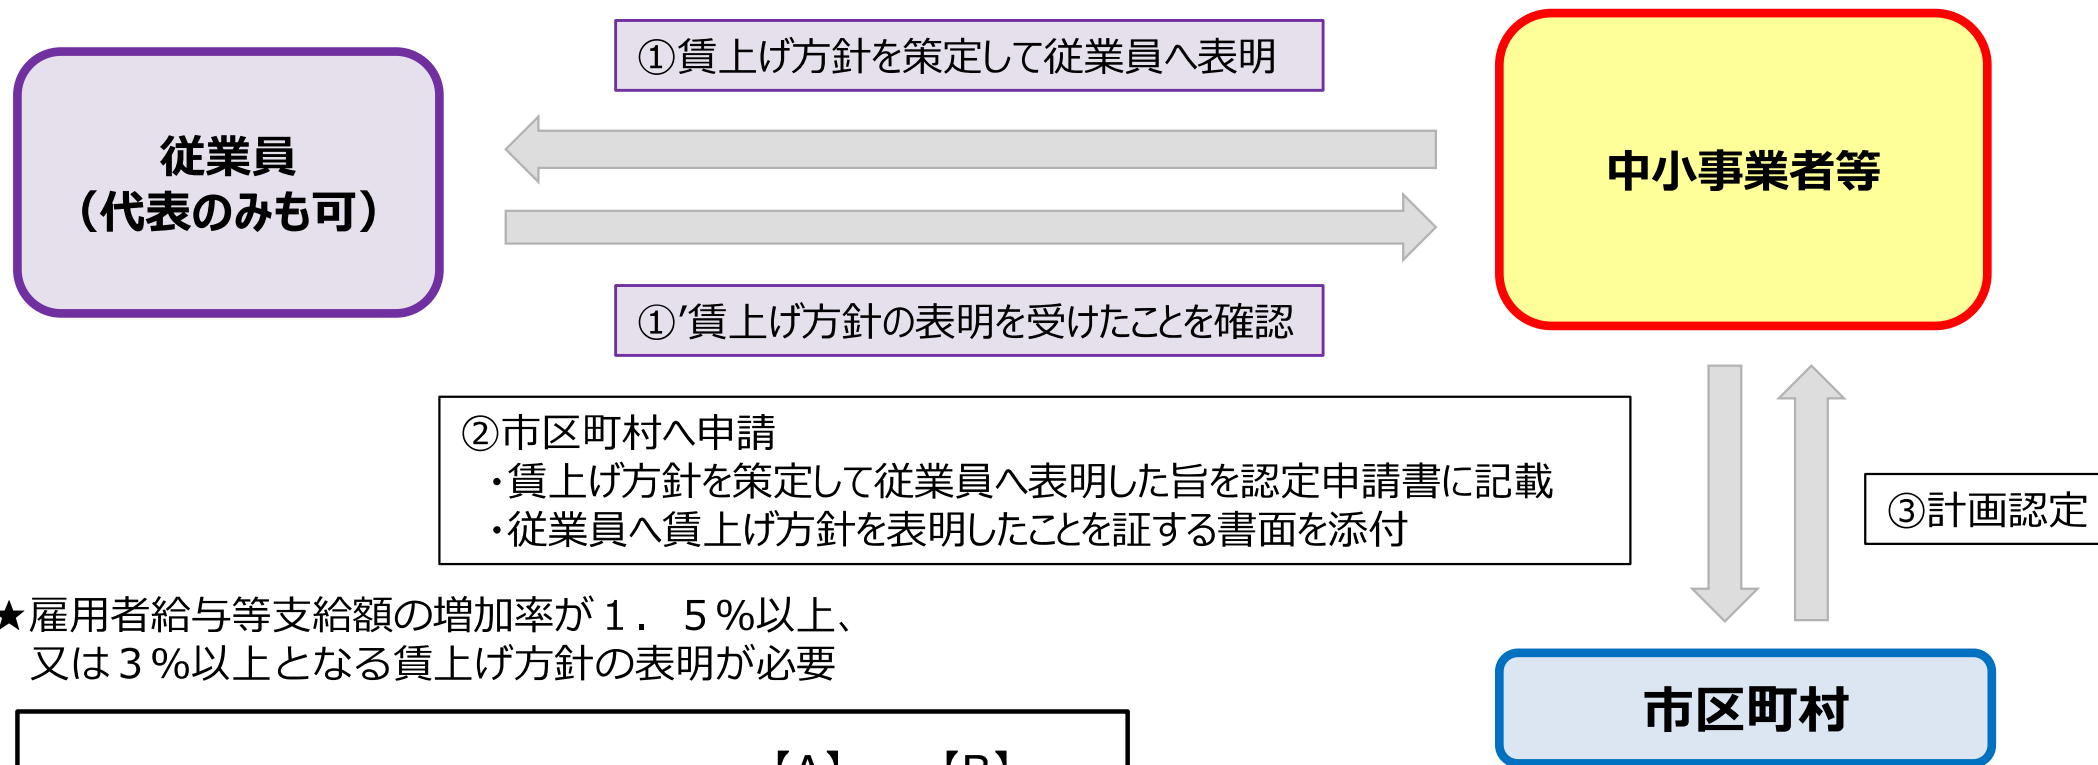 ①賃上げ方針を策定して従業員へ表明
従業員
（代表のみも可）
中小事業者等
①′賃上げ方針の表明を受けたことを確認
②市区町村へ申請
・賃上げ方針を策定して従業員へ表明した旨を認定申請書に記載
・従業員へ賃上げ方針を表明したことを証する書面を添付
③計画認定
★雇用者給与等支給額の増加率が１．５％以上、
又は３％以上となる賃上げ方針の表明が必要
市区町村
【A】　【B】